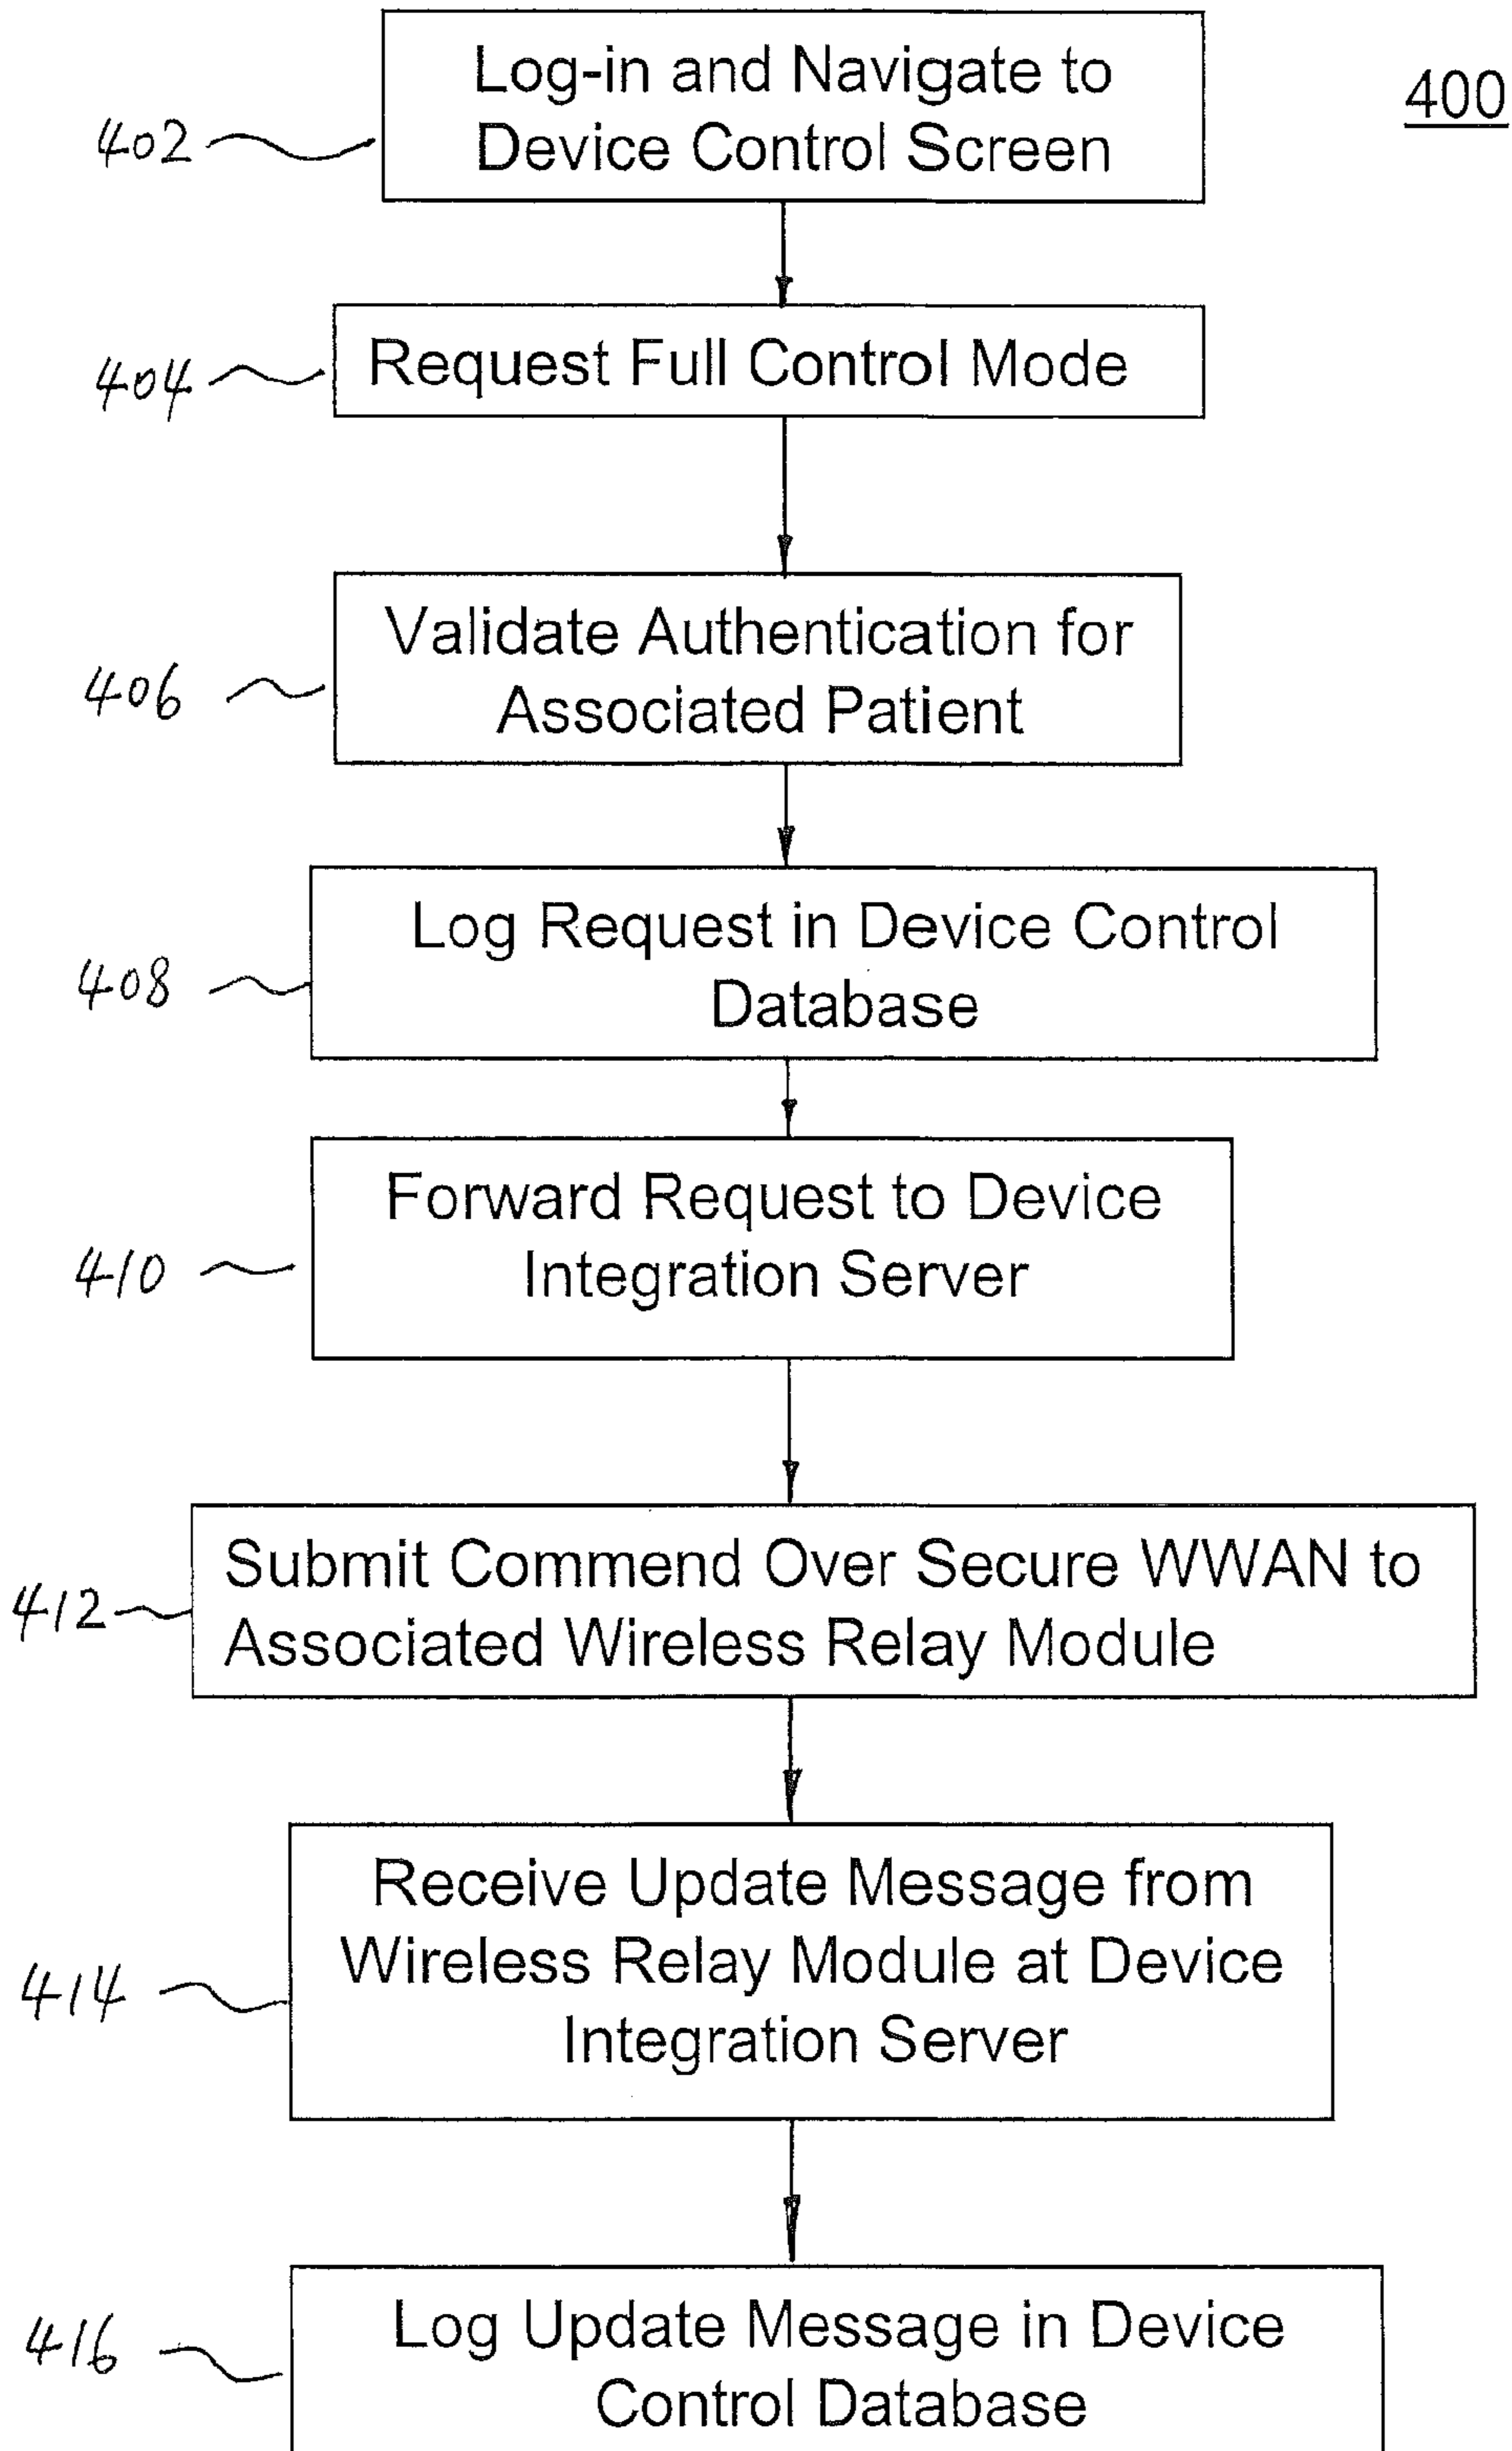 400
402
Log-in and Navigate to
Device Control Screen
404
Request Full Control Mode
406
Validate Authentication for
Associated Patient
408
Log Request in Device Control
Database
410
Forward Request to Device
Integration Server
412
Submit Commend Over Secure WWAN to
Associated Wireless Relay Module
414
Receive Update Message from
Wireless Relay Module at Device
Integration Server
416
Log Update Message in Device
Control Database